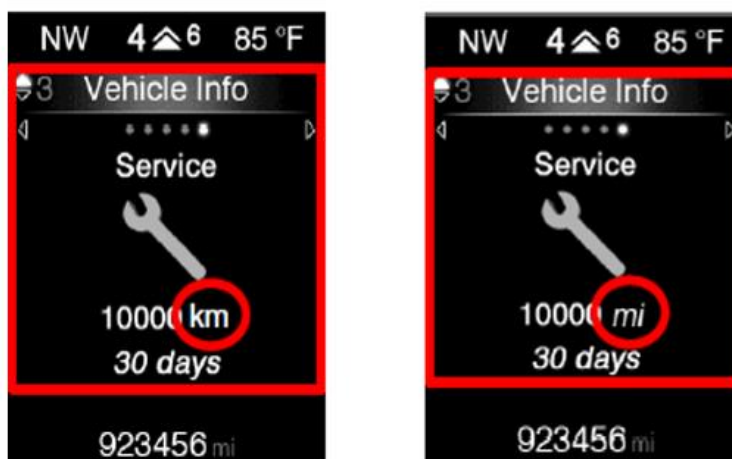 NW 4 6 85 °F
3 Vehicle Info
Service
10000 km
30 days
923456 mi
NW 4 6 85 °F
3 Vehicle Info
Service
10000 mi
30 days
923456 mi